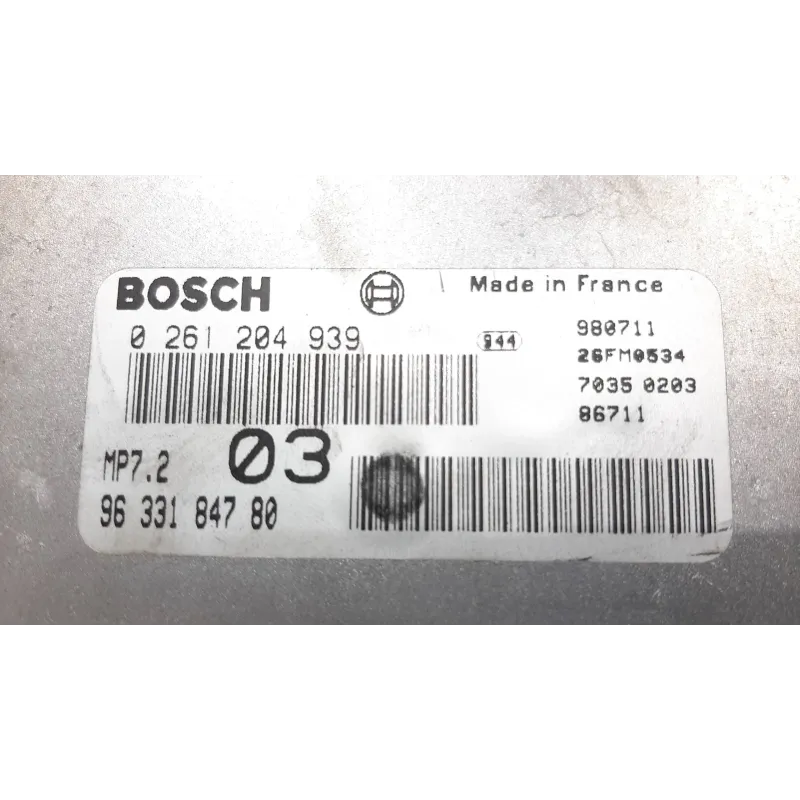 BOSCH Made in France
0 261 204 939 944 980711
26FM0534
7035 0203
86711
MP7.2 03
96 331 847 80